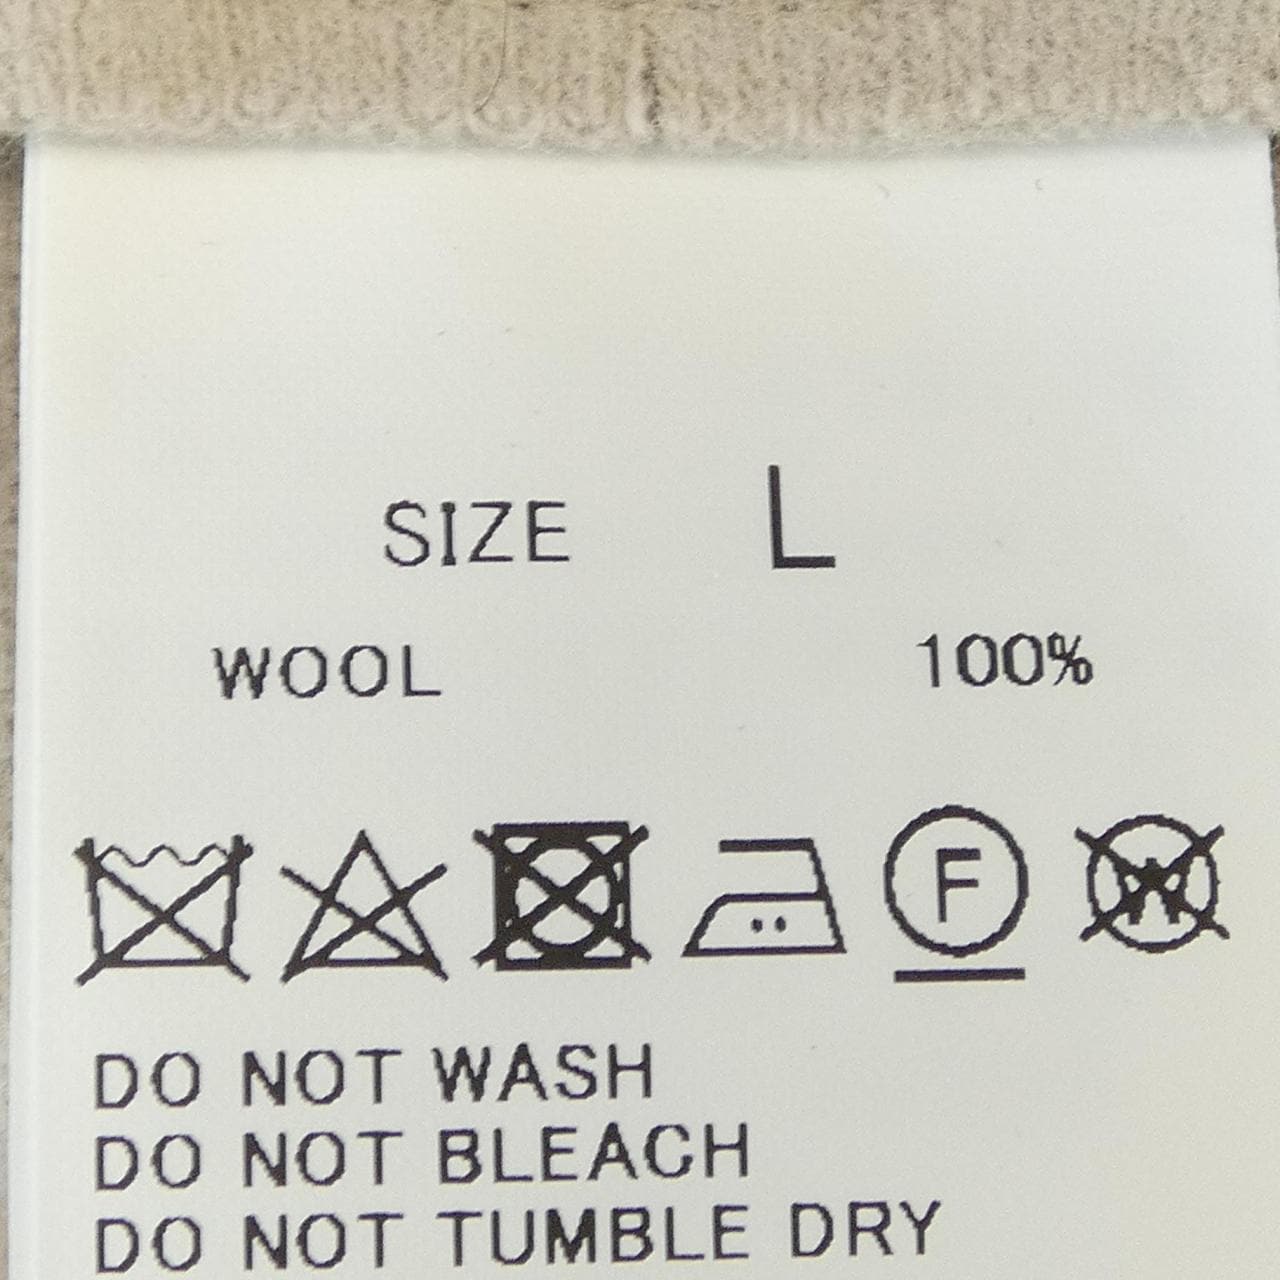 SIZE L
WOOL 100%
F W
DO NOT WASH
DO NOT BLEACH
DO NOT TUMBLE DRY